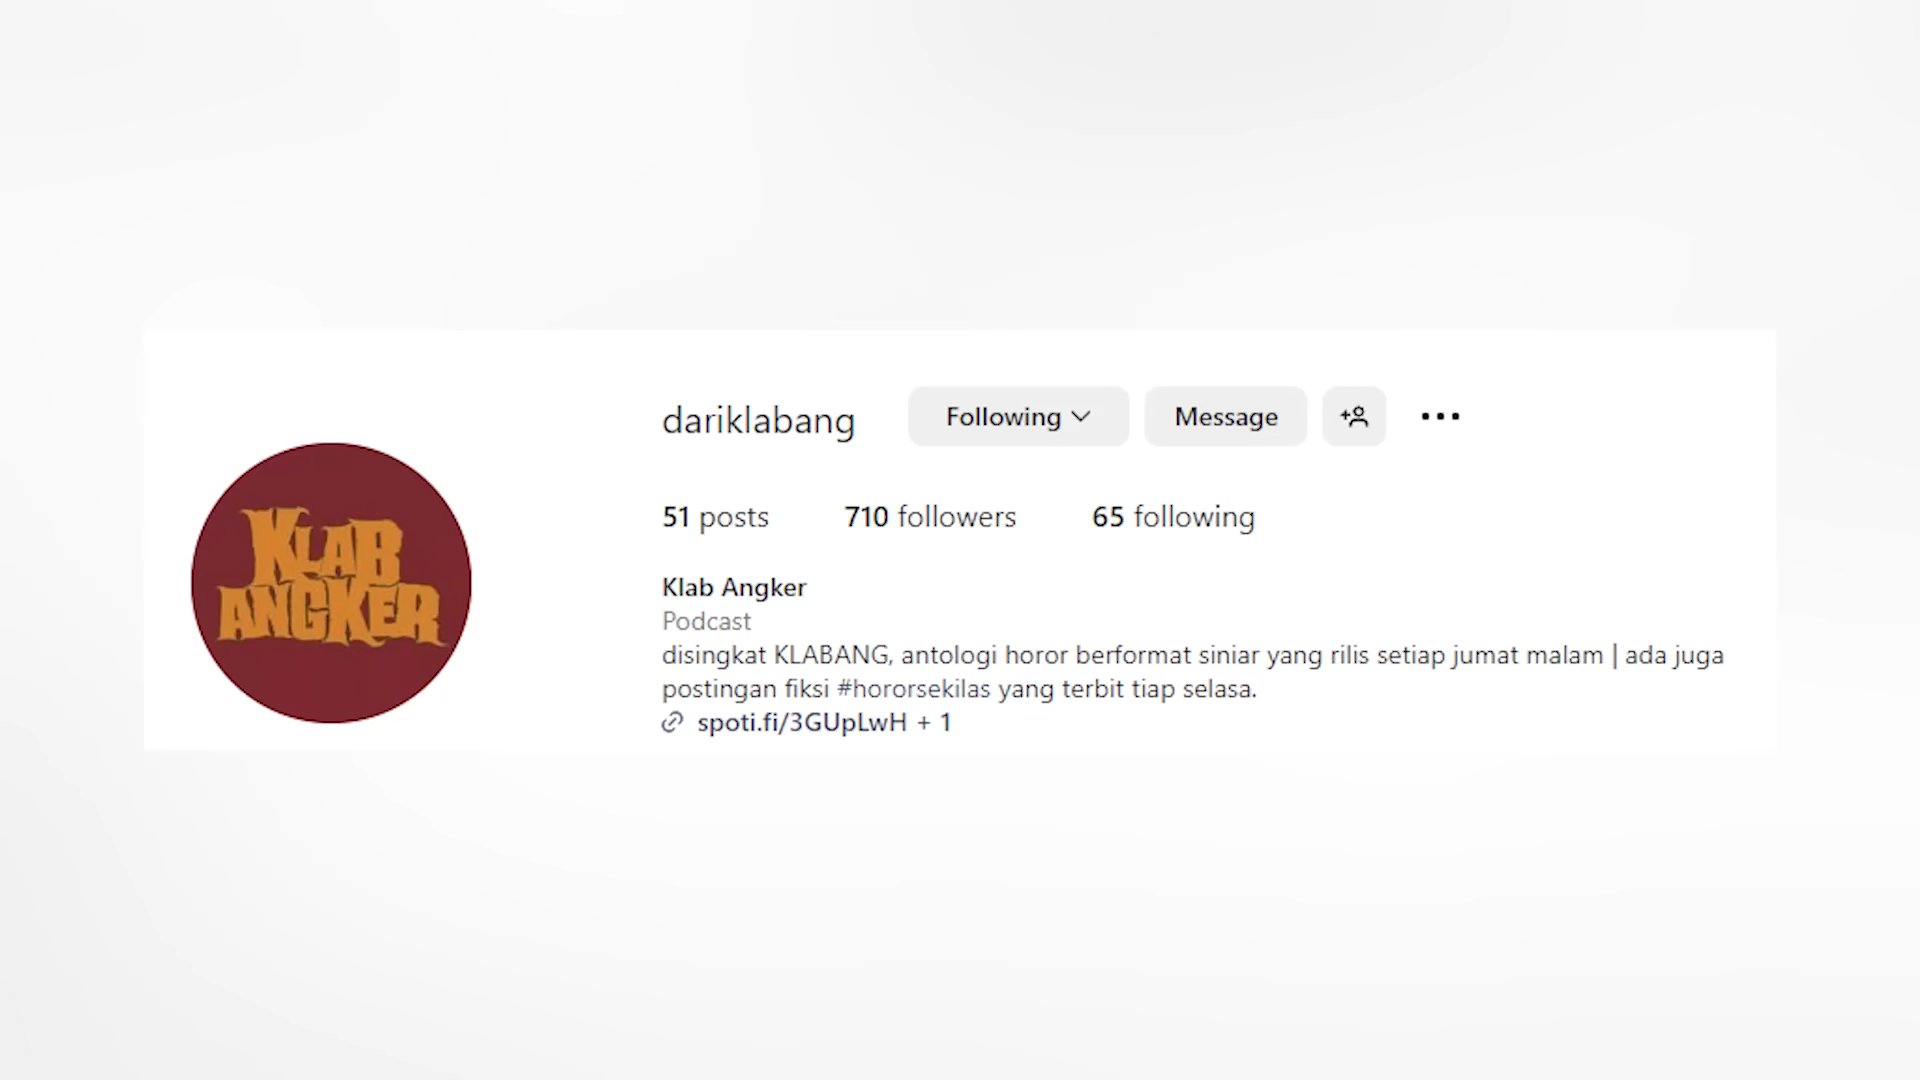 dariklabang
Following
Message
51 posts
710 followers
65 following
KLAB
ANGKER
Klab Angker
Podcast
disingkat KLABANG, antologi horor berformat siniar yang rilis setiap jumat malam | ada juga
postingan fiksi #hororsekilas yang terbit tiap selasa.
spoti.fi/3GUpLwH + 1